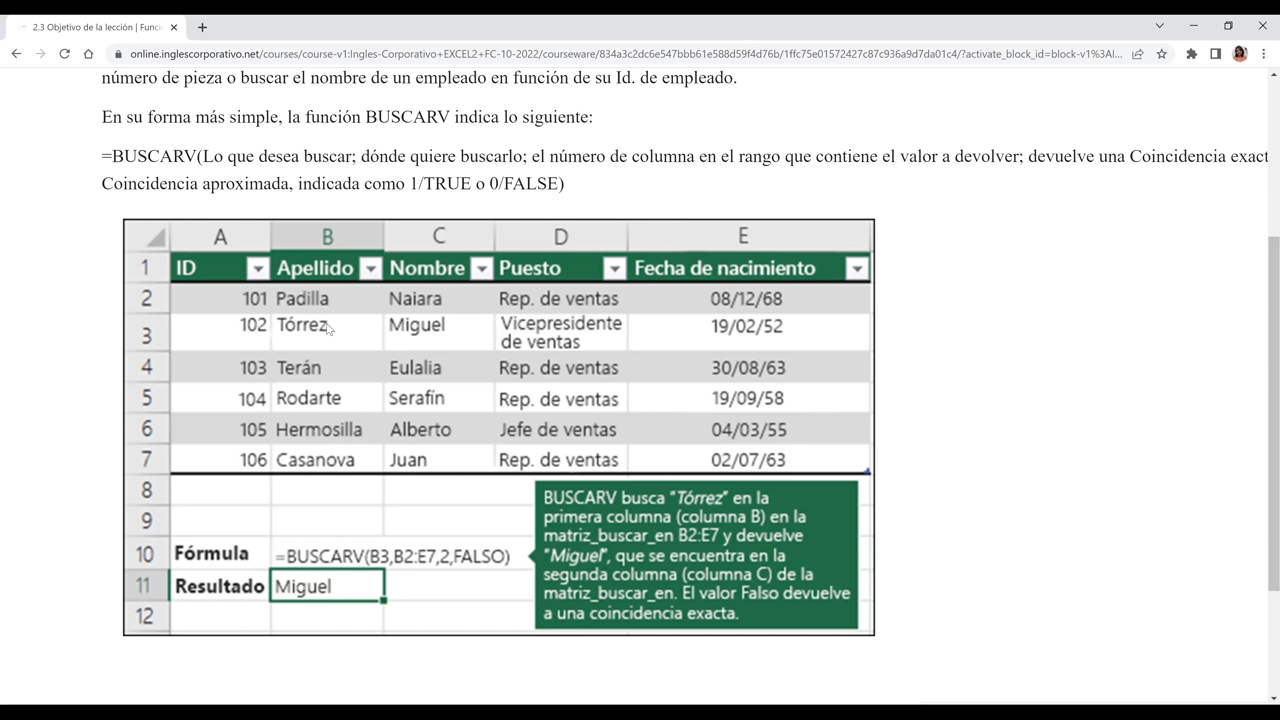 2.3 Objetivo de la lección | Funci
online.inglescorporativo.net/courses/course-v1:Ingles-Corporativo+EXCEL2+FC-10-2022/courseware/834a3c2dc6e547bbb61e588d59f4d76b/1ffc75e01572427c87c936a9d7da01c4/?activate_block_id=block-v1%3AI...
número de pieza o buscar el nombre de un empleado en función de su Id. de empleado.
En su forma más simple, la función BUSCARV indica lo siguiente:
=BUSCARV(Lo que desea buscar; dónde quiere buscarlo; el número de columna en el rango que contiene el valor a devolver; devuelve una Coincidencia exact
Coincidencia aproximada, indicada como 1/TRUE o 0/FALSE)
A B C D E
1 ID Apellido Nombre Puesto Fecha de nacimiento
2 101 Padilla Naiara Rep. de ventas 08/12/68
3 102 Tórrez Miguel Vicepresidente 19/02/52
de ventas
4 103 Terán Eulalia Rep. de ventas 30/08/63
5 104 Rodarte Serafín Rep. de ventas 19/09/58
6 105 Hermosilla Alberto Jefe de ventas 04/03/55
7 106 Casanova Juan Rep. de ventas 02/07/63
8
9
10 Fórmula =BUSCARV(B3,B2:E7,2,FALSO)
11 Resultado Miguel
12
BUSCARV busca "Tórrez" en la
primera columna (columna B) en la
matriz_buscar_en B2:E7 y devuelve
"Miguel", que se encuentra en la
segunda columna (columna C) de la
matriz_buscar_en. El valor Falso devuelve
a una coincidencia exacta.